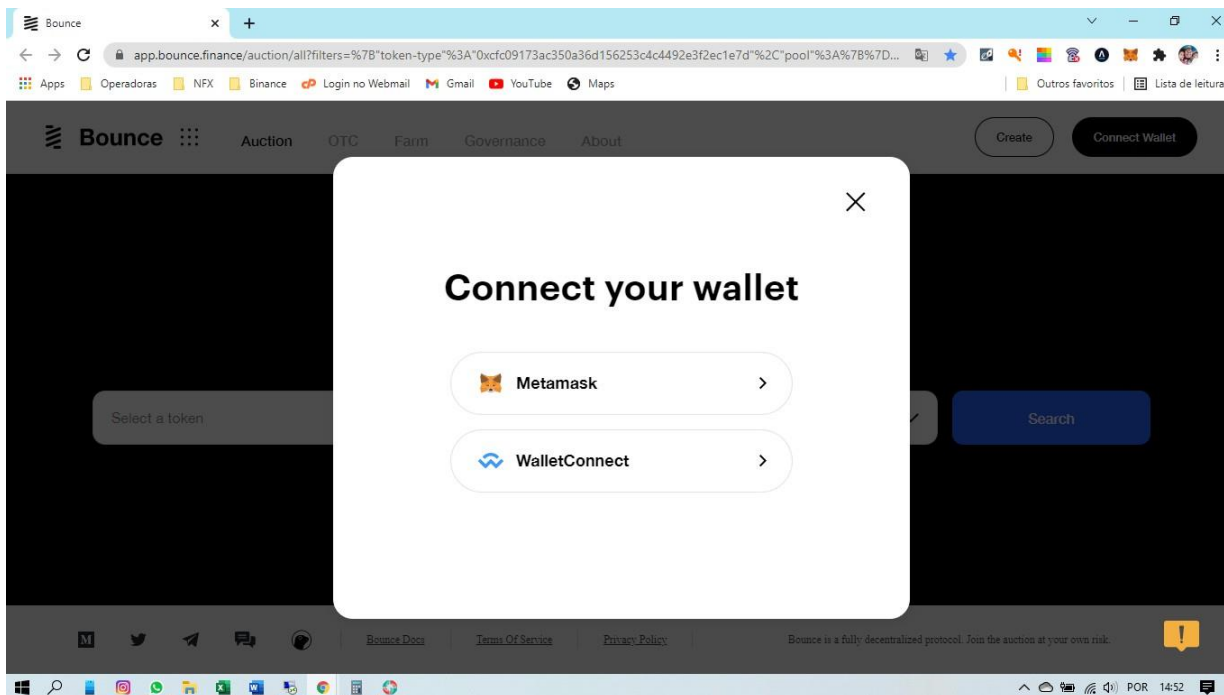 Bounce
app.bounce.finance/auction/all?filters=%7B"token-type"%3A"0xcfc09173ac350a36d156253c4c4492e3f2ec1e7d"%2C"pool"%3A%7B%7D...
Apps Operadoras NFX Binance Login no Webmail Gmail YouTube Maps Outros favoritos Lista de leitura
Bounce Auction OTC Farm Governance About Create Connect Wallet
Connect your wallet
Metamask
Select a token Search
WalletConnect
Bounce Docs Terms Of Service Privacy Policy Bounce is a fully decentralized protocol. Join the auction at your own risk.
POR 14:52